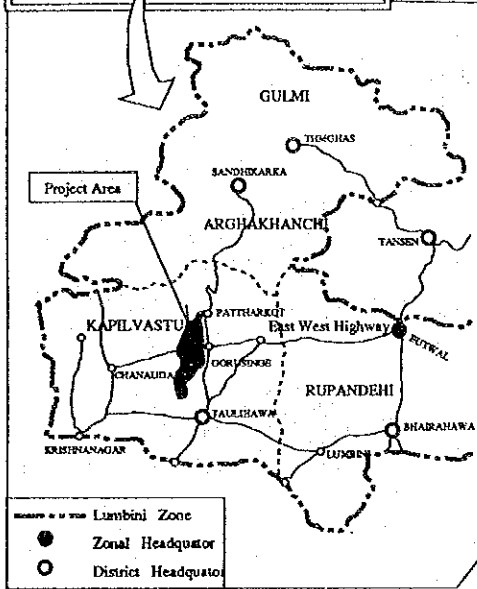 GULMI
THMGHAS
SANDHIKARKA
Project Area
ARGHAKHANCHI
TANSEN
PATTHARKOT
KAPILVASTU
East West Highway
BUTWAL
GORUSINGE
CHANAUDA
RUPANDEHI
TAULIHAWA
BHAIRAHAWA
KRISHNANAGAR
LUMBINI
Lumbini Zone
Zonal Headquator
District Headquator